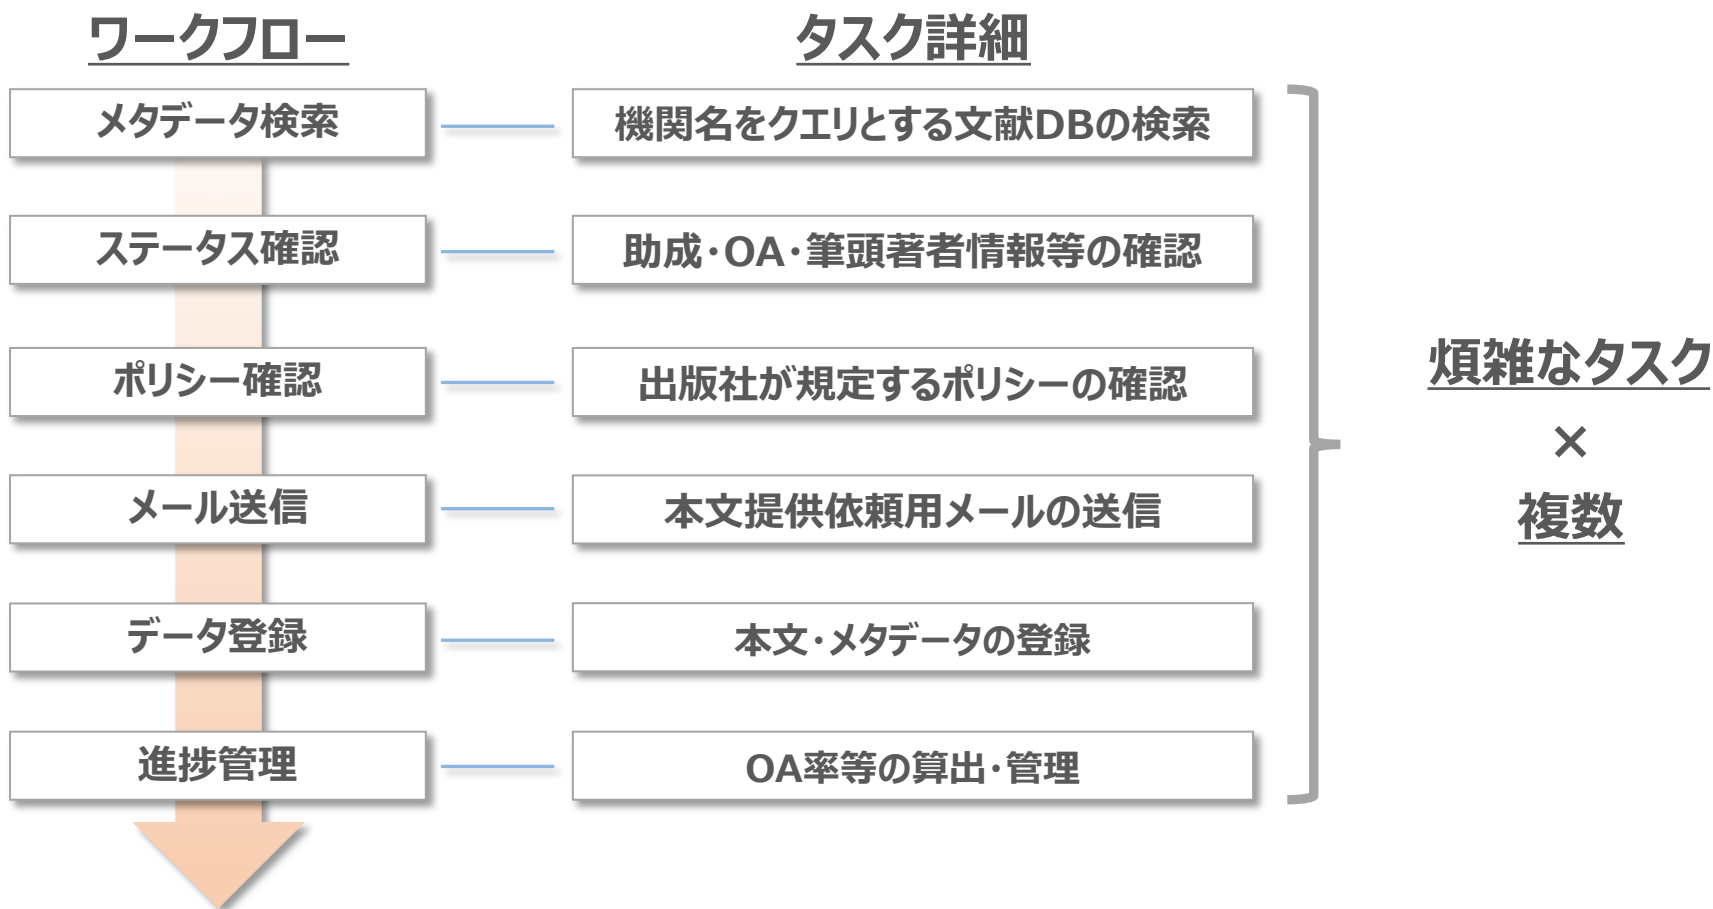 ワークフロー
タスク詳細
メタデータ検索
機関名をクエリとする文献DBの検索
ステータス確認
助成・OA・筆頭著者情報等の確認
ポリシー確認
出版社が規定するポリシーの確認
メール送信
本文提供依頼用メールの送信
データ登録
本文・メタデータの登録
進捗管理
OA率等の算出・管理
煩雑なタスク
×
複数